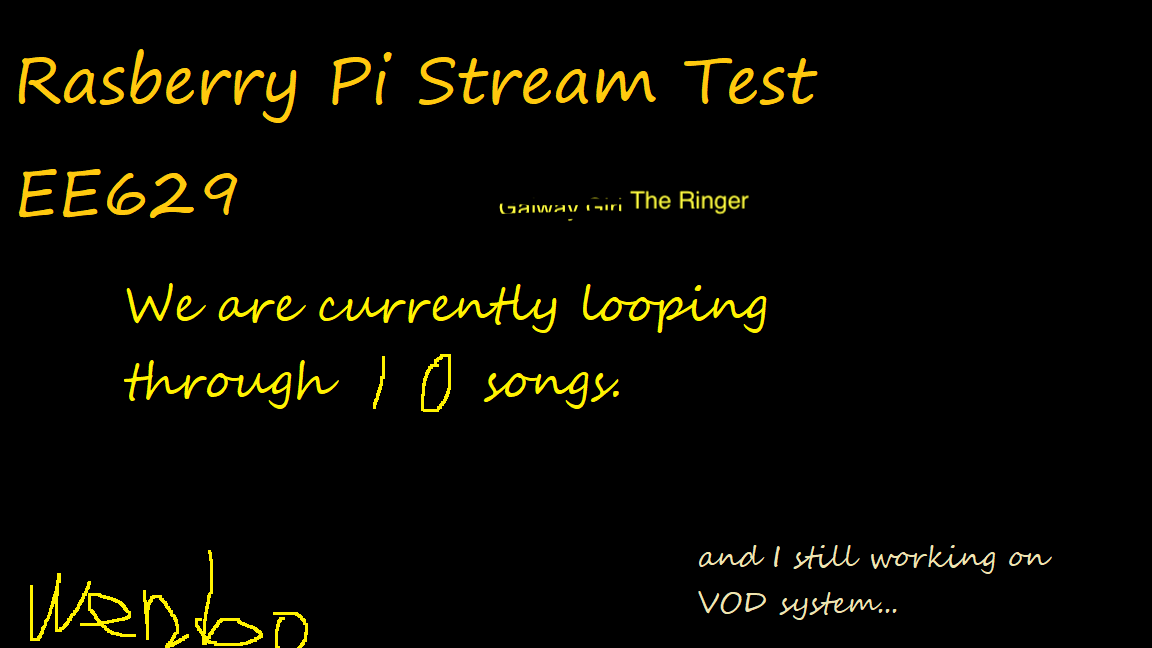 Rasberry Pi Stream Test
EE629
Galway Girl The Ringer
We are currently looping
through 10 songs.
and I still working on
VOD system...
wenbo